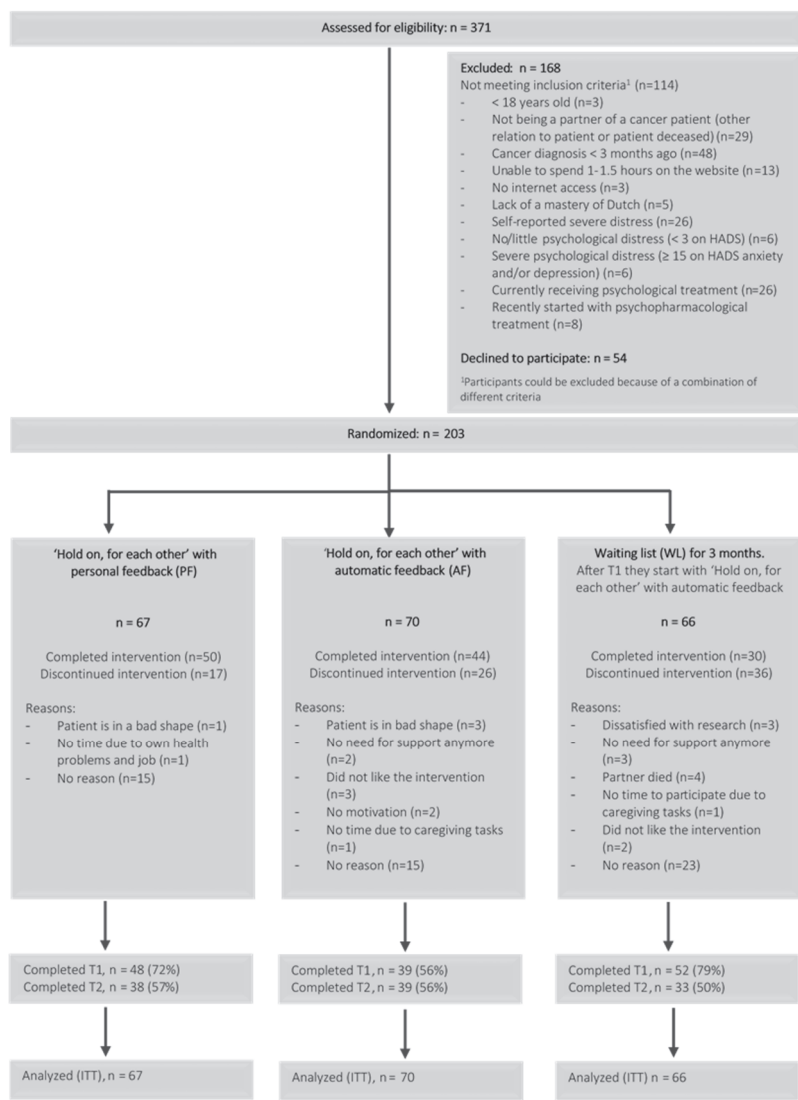 Assessed for eligibility: n = 371
Excluded: n = 168
Not meeting inclusion criteria¹ (n=114)
- < 18 years old (n=3)
- Not being a partner of a cancer patient (other
relation to patient or patient deceased) (n=29)
- Cancer diagnosis < 3 months ago (n=48)
- Unable to spend 1-1.5 hours on the website (n=13)
- No internet access (n=3)
- Lack of a mastery of Dutch (n=5)
- Self-reported severe distress (n=26)
- No/little psychological distress (< 3 on HADS) (n=6)
- Severe psychological distress (≥ 15 on HADS anxiety
and/or depression) (n=6)
- Currently receiving psychological treatment (n=26)
- Recently started with psychopharmacological
treatment (n=8)
Declined to participate: n = 54
¹Participants could be excluded because of a combination of
different criteria
Randomized: n = 203
'Hold on, for each other' with
personal feedback (PF)
n = 67
Completed intervention (n=50)
Discontinued intervention (n=17)
Reasons:
- Patient is in a bad shape (n=1)
- No time due to own health
problems and job (n=1)
- No reason (n=15)
'Hold on, for each other' with
automatic feedback (AF)
n = 70
Completed intervention (n=44)
Discontinued intervention (n=26)
Reasons:
- Patient is in bad shape (n=3)
- No need for support anymore
(n=2)
- Did not like the intervention
(n=3)
- No motivation (n=2)
- No time due to caregiving tasks
(n=1)
- No reason (n=15)
Waiting list (WL) for 3 months.
After T1 they start with 'Hold on, for
each other' with automatic feedback
n = 66
Completed intervention (n=30)
Discontinued intervention (n=36)
Reasons:
- Dissatisfied with research (n=3)
- No need for support anymore
(n=3)
- Partner died (n=4)
- No time to participate due to
caregiving tasks (n=1)
- Did not like the intervention
(n=2)
- No reason (n=23)
Completed T1, n = 48 (72%)
Completed T2, n = 38 (57%)
Completed T1, n = 39 (56%)
Completed T2, n = 39 (56%)
Completed T1, n = 52 (79%)
Completed T2, n = 33 (50%)
Analyzed (ITT), n = 67
Analyzed (ITT), n = 70
Analyzed (ITT) n = 66